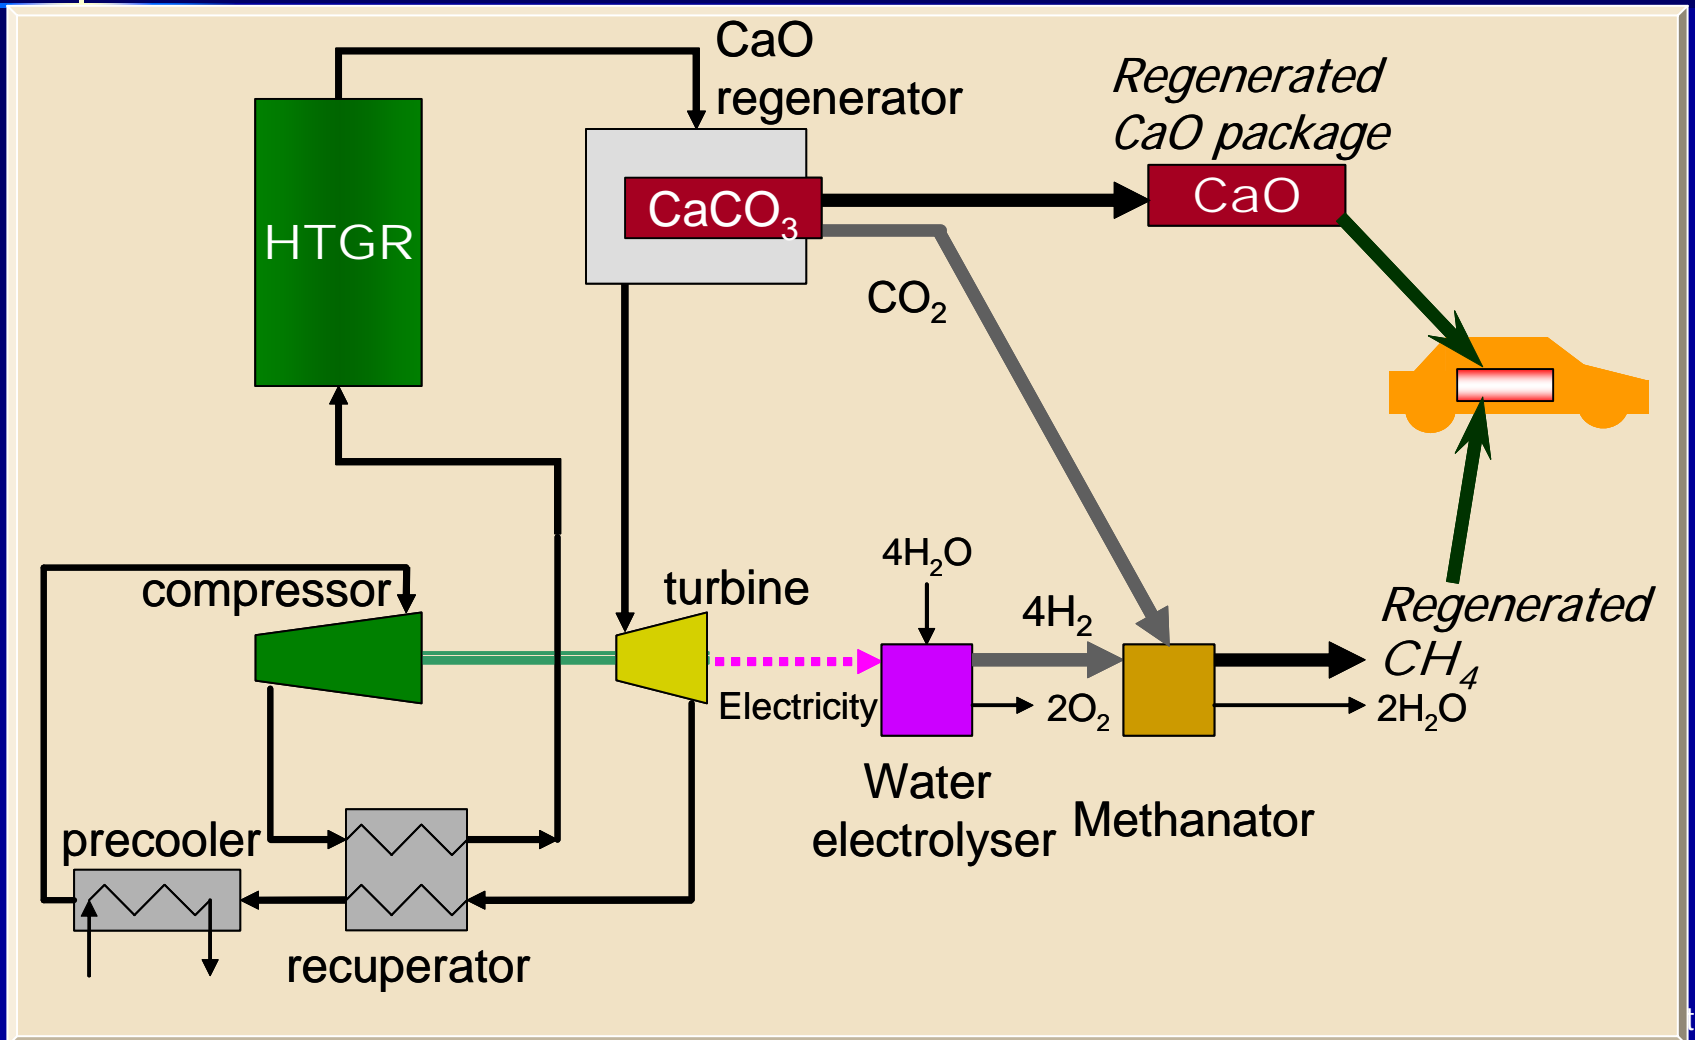 CaO
regenerator
Regenerated
CaO package
CaO
HTGR
CaCO₃
CO₂
4H₂O
compressor
turbine
4H₂
Regenerated
CH₄
Electricity
2O₂
2H₂O
Water
electrolyser
Methanator
precooler
recuperator